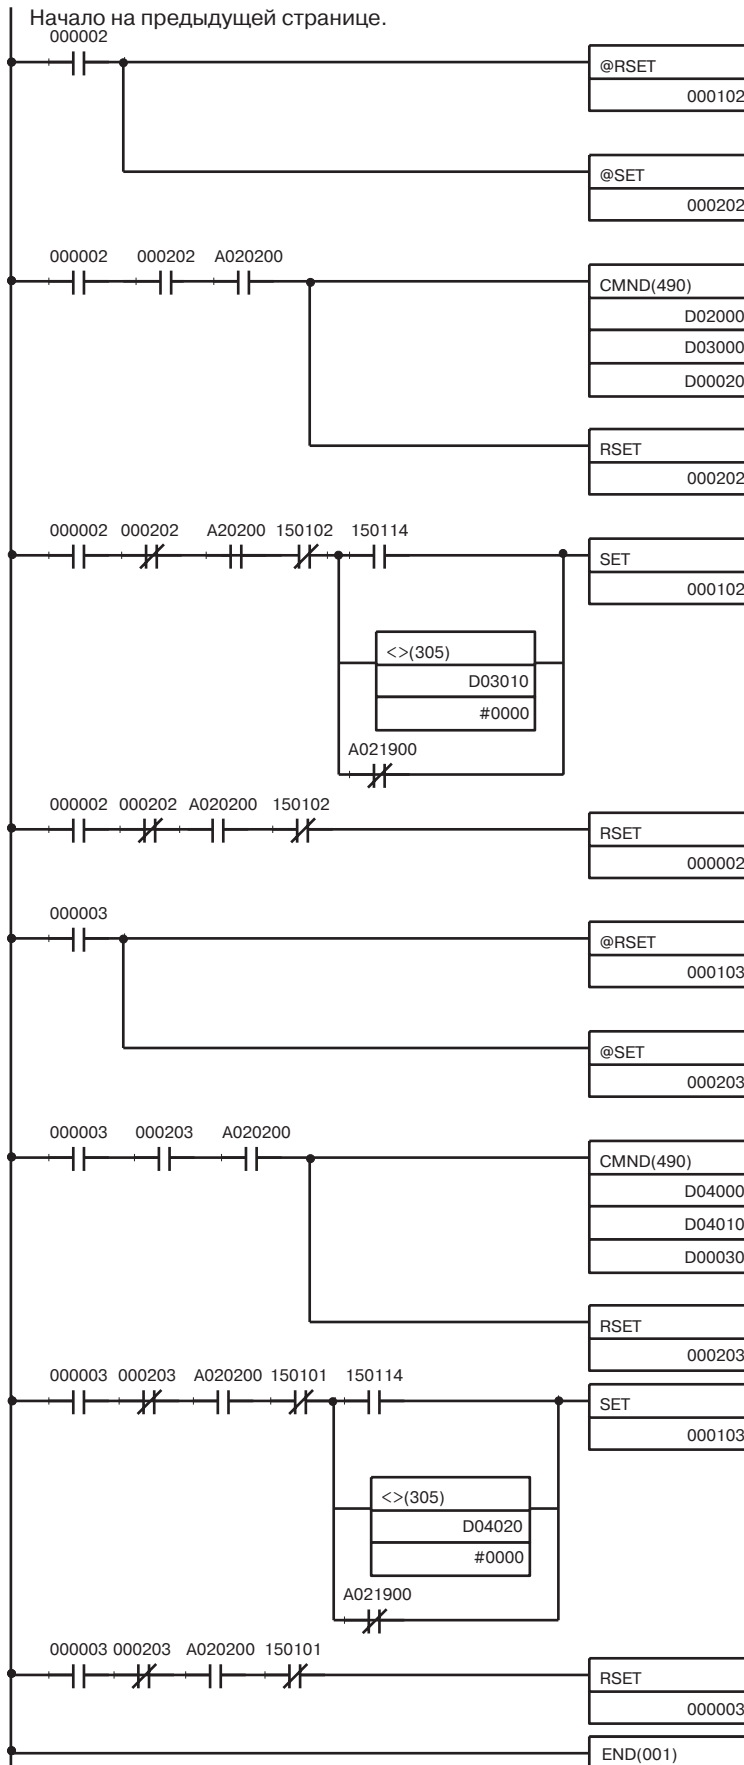 Начало на предыдущей странице.
000002
@RSET
000102
@SET
000202
000002 000202 A020200
CMND(490)
D02000
D03000
D00020
RSET
000202
000002 000202 A20200 150102 150114
SET
000102
<>(305)
D03010
#0000
A021900
000002 000202 A020200 150102
RSET
000002
000003
@RSET
000103
@SET
000203
000003 000203 A020200
CMND(490)
D04000
D04010
D00030
RSET
000203
000003 000203 A020200 150101 150114
SET
000103
<>(305)
D04020
#0000
A021900
000003 000203 A020200 150101
RSET
000003
END(001)